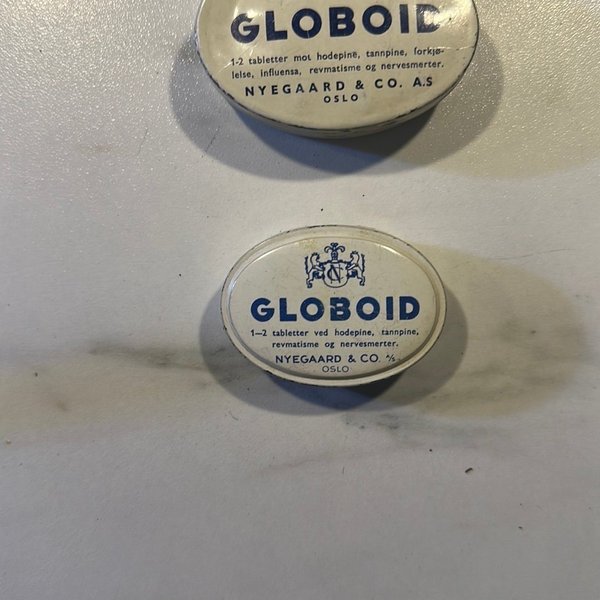 GLOBOID
1-2 tabletter mot hodepine, tannpine, forkjø-
lelse, influensa, revmatisme og nervesmerter.
NYEGAARD & CO. A.S
OSLO
NC
GLOBOID
1—2 tabletter ved hodepine, tannpine,
revmatisme og nervesmerter.
NYEGAARD & CO. A/S
OSLO